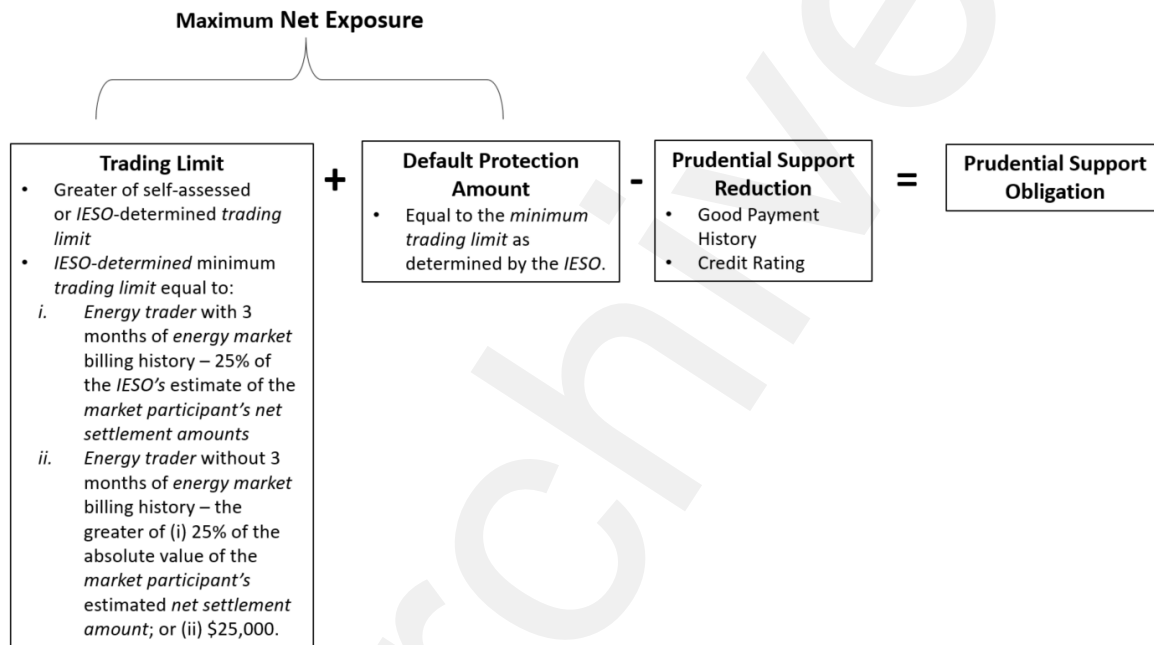 Maximum Net Exposure
Trading Limit
• Greater of self-assessed
or IESO-determined trading
limit
• IESO-determined minimum
trading limit equal to:
i. Energy trader with 3
months of energy market
billing history – 25% of
the IESO's estimate of the
market participant's net
settlement amounts
ii. Energy trader without 3
months of energy market
billing history – the
greater of (i) 25% of the
absolute value of the
market participant's
estimated net settlement
amount; or (ii) $25,000.
+
Default Protection
Amount
• Equal to the minimum
trading limit as
determined by the IESO.
-
Prudential Support
Reduction
• Good Payment
History
• Credit Rating
=
Prudential Support
Obligation
rchive